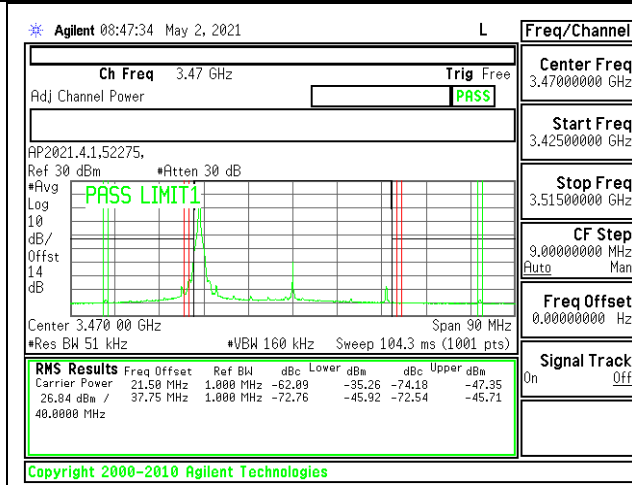 Agilent 08:47:34 May 2, 2021 L
Ch Freq 3.47 GHz Trig Free
Adj Channel Power PASS
AP2021.4.1,52275,
Ref 30 dBm #Atten 30 dB
#Avg
Log
10
dB/
Offst
14
dB
PASS LIMIT1
Center 3.470 00 GHz Span 90 MHz
#Res BW 51 kHz #VBW 160 kHz Sweep 104.3 ms (1001 pts)
RMS Results Freq Offset Ref BW dBc Lower dBm dBc Upper dBm
Carrier Power 21.50 MHz 1.000 MHz -62.09 -35.26 -74.18 -47.35
26.84 dBm / 37.75 MHz 1.000 MHz -72.76 -45.92 -72.54 -45.71
40.0000 MHz
Copyright 2000-2010 Agilent Technologies
Freq/Channel
Center Freq
3.47000000 GHz
Start Freq
3.42500000 GHz
Stop Freq
3.51500000 GHz
CF Step
9.00000000 MHz
Auto Man
Freq Offset
0.00000000 Hz
Signal Track
On Off